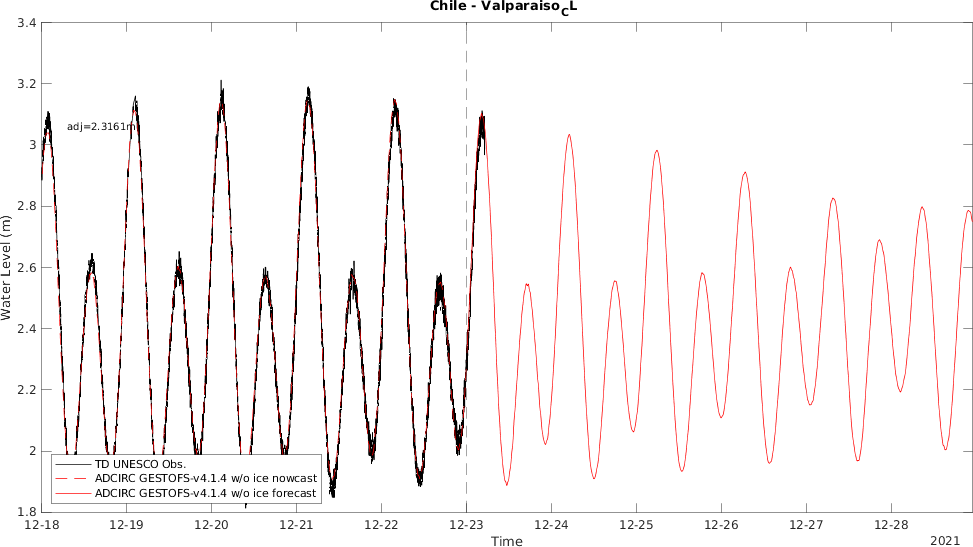 Chile - Valparaiso_CL
3.4
3.2
adj=2.3161m
3
2.8
2.6
2.4
2.2
2
1.8
Water Level (m)
TD UNESCO Obs.
ADCIRC GESTOFS-v4.1.4 w/o ice nowcast
ADCIRC GESTOFS-v4.1.4 w/o ice forecast
12-18 12-19 12-20 12-21 12-22 12-23 12-24 12-25 12-26 12-27 12-28
Time
2021